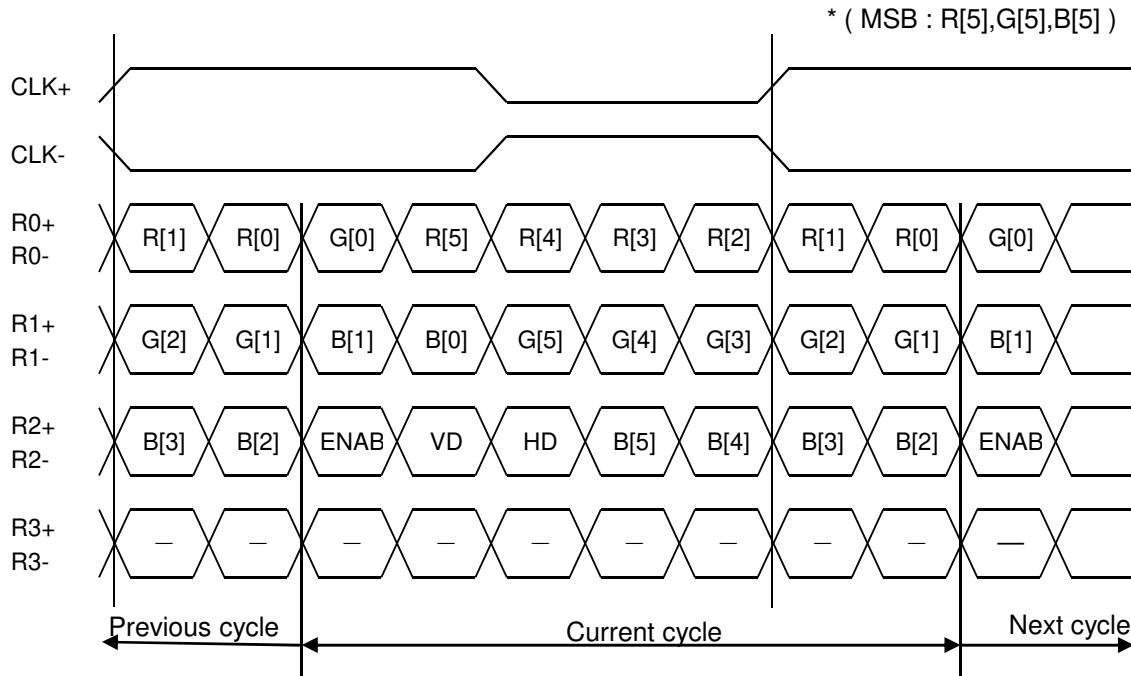 * ( MSB : R[5],G[5],B[5] )
CLK+
CLK-
R0+
R0-
R[1] R[0] G[0] R[5] R[4] R[3] R[2] R[1] R[0] G[0]
R1+
R1-
G[2] G[1] B[1] B[0] G[5] G[4] G[3] G[2] G[1] B[1]
R2+
R2-
B[3] B[2] ENAB VD HD B[5] B[4] B[3] B[2] ENAB
R3+
R3-
— — — — — — — — — —
Previous cycle Current cycle Next cycle